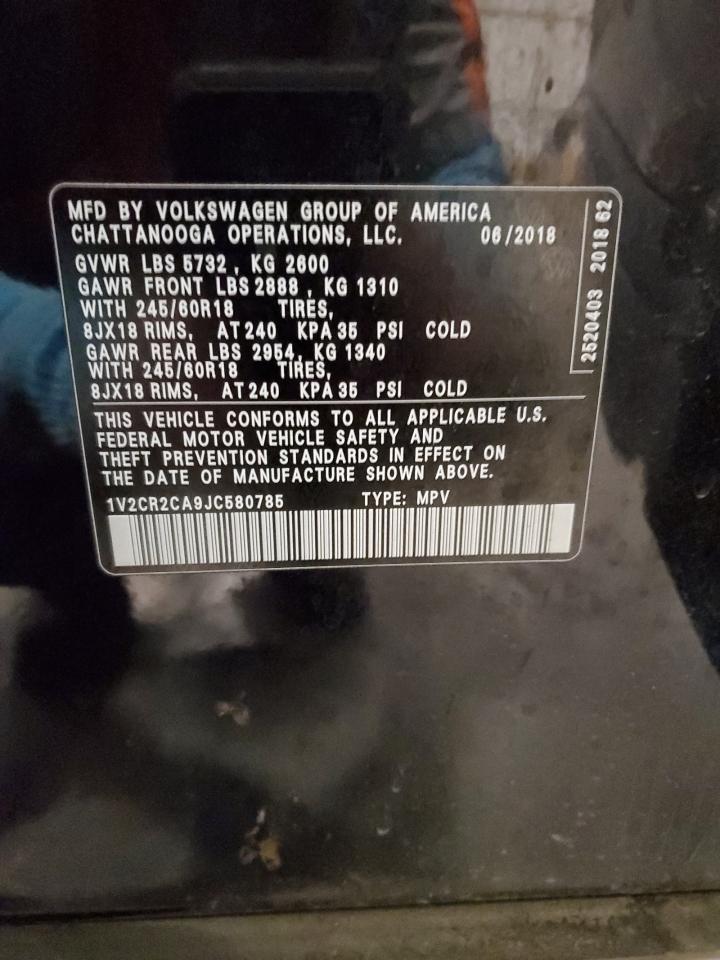 MFD BY VOLKSWAGEN GROUP OF AMERICA
CHATTANOOGA OPERATIONS, LLC. 06/2018
GVWR LBS 5732, KG 2600
GAWR FRONT LBS 2888, KG 1310
WITH 245/60R18 TIRES,
8JX18 RIMS, AT 240 KPA 35 PSI COLD
GAWR REAR LBS 2954, KG 1340
WITH 245/60R18 TIRES,
8JX18 RIMS, AT 240 KPA 35 PSI COLD
THIS VEHICLE CONFORMS TO ALL APPLICABLE U.S.
FEDERAL MOTOR VEHICLE SAFETY AND
THEFT PREVENTION STANDARDS IN EFFECT ON
THE DATE OF MANUFACTURE SHOWN ABOVE.
1V2CR2CA9JC580785 TYPE: MPV
2520403 2018 62